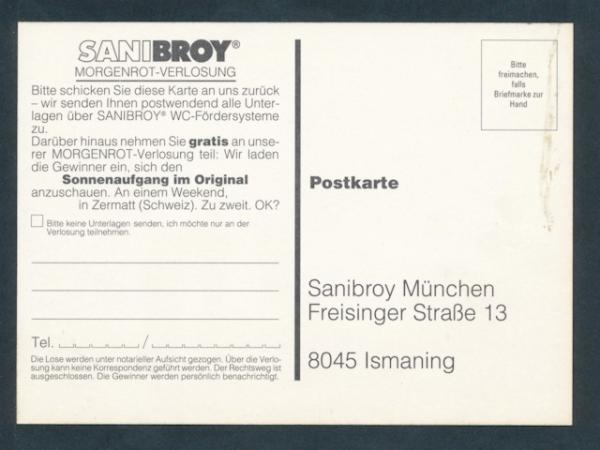 SANIBROY®
MORGENROT-VERLOSUNG
Bitte schicken Sie diese Karte an uns zurück
– wir senden Ihnen postwendend alle Unter-
lagen über SANIBROY® WC-Fördersysteme
zu.
Darüber hinaus nehmen Sie gratis an unse-
rer MORGENROT-Verlosung teil: Wir laden
die Gewinner ein, sich den
Sonnenaufgang im Original
anzuschauen. An einem Weekend,
in Zermatt (Schweiz). Zu zweit. OK?
Bitte keine Unterlagen senden, ich möchte nur an der
Verlosung teilnehmen.
Tel. /
Die Lose werden unter notarieller Aufsicht gezogen. Über die Verlo-
sung kann keine Korrespondenz geführt werden. Der Rechtsweg ist
ausgeschlossen. Die Gewinner werden persönlich benachrichtigt.
Bitte
freimachen,
falls
Briefmarke zur
Hand
Postkarte
Sanibroy München
Freisinger Straße 13
8045 Ismaning